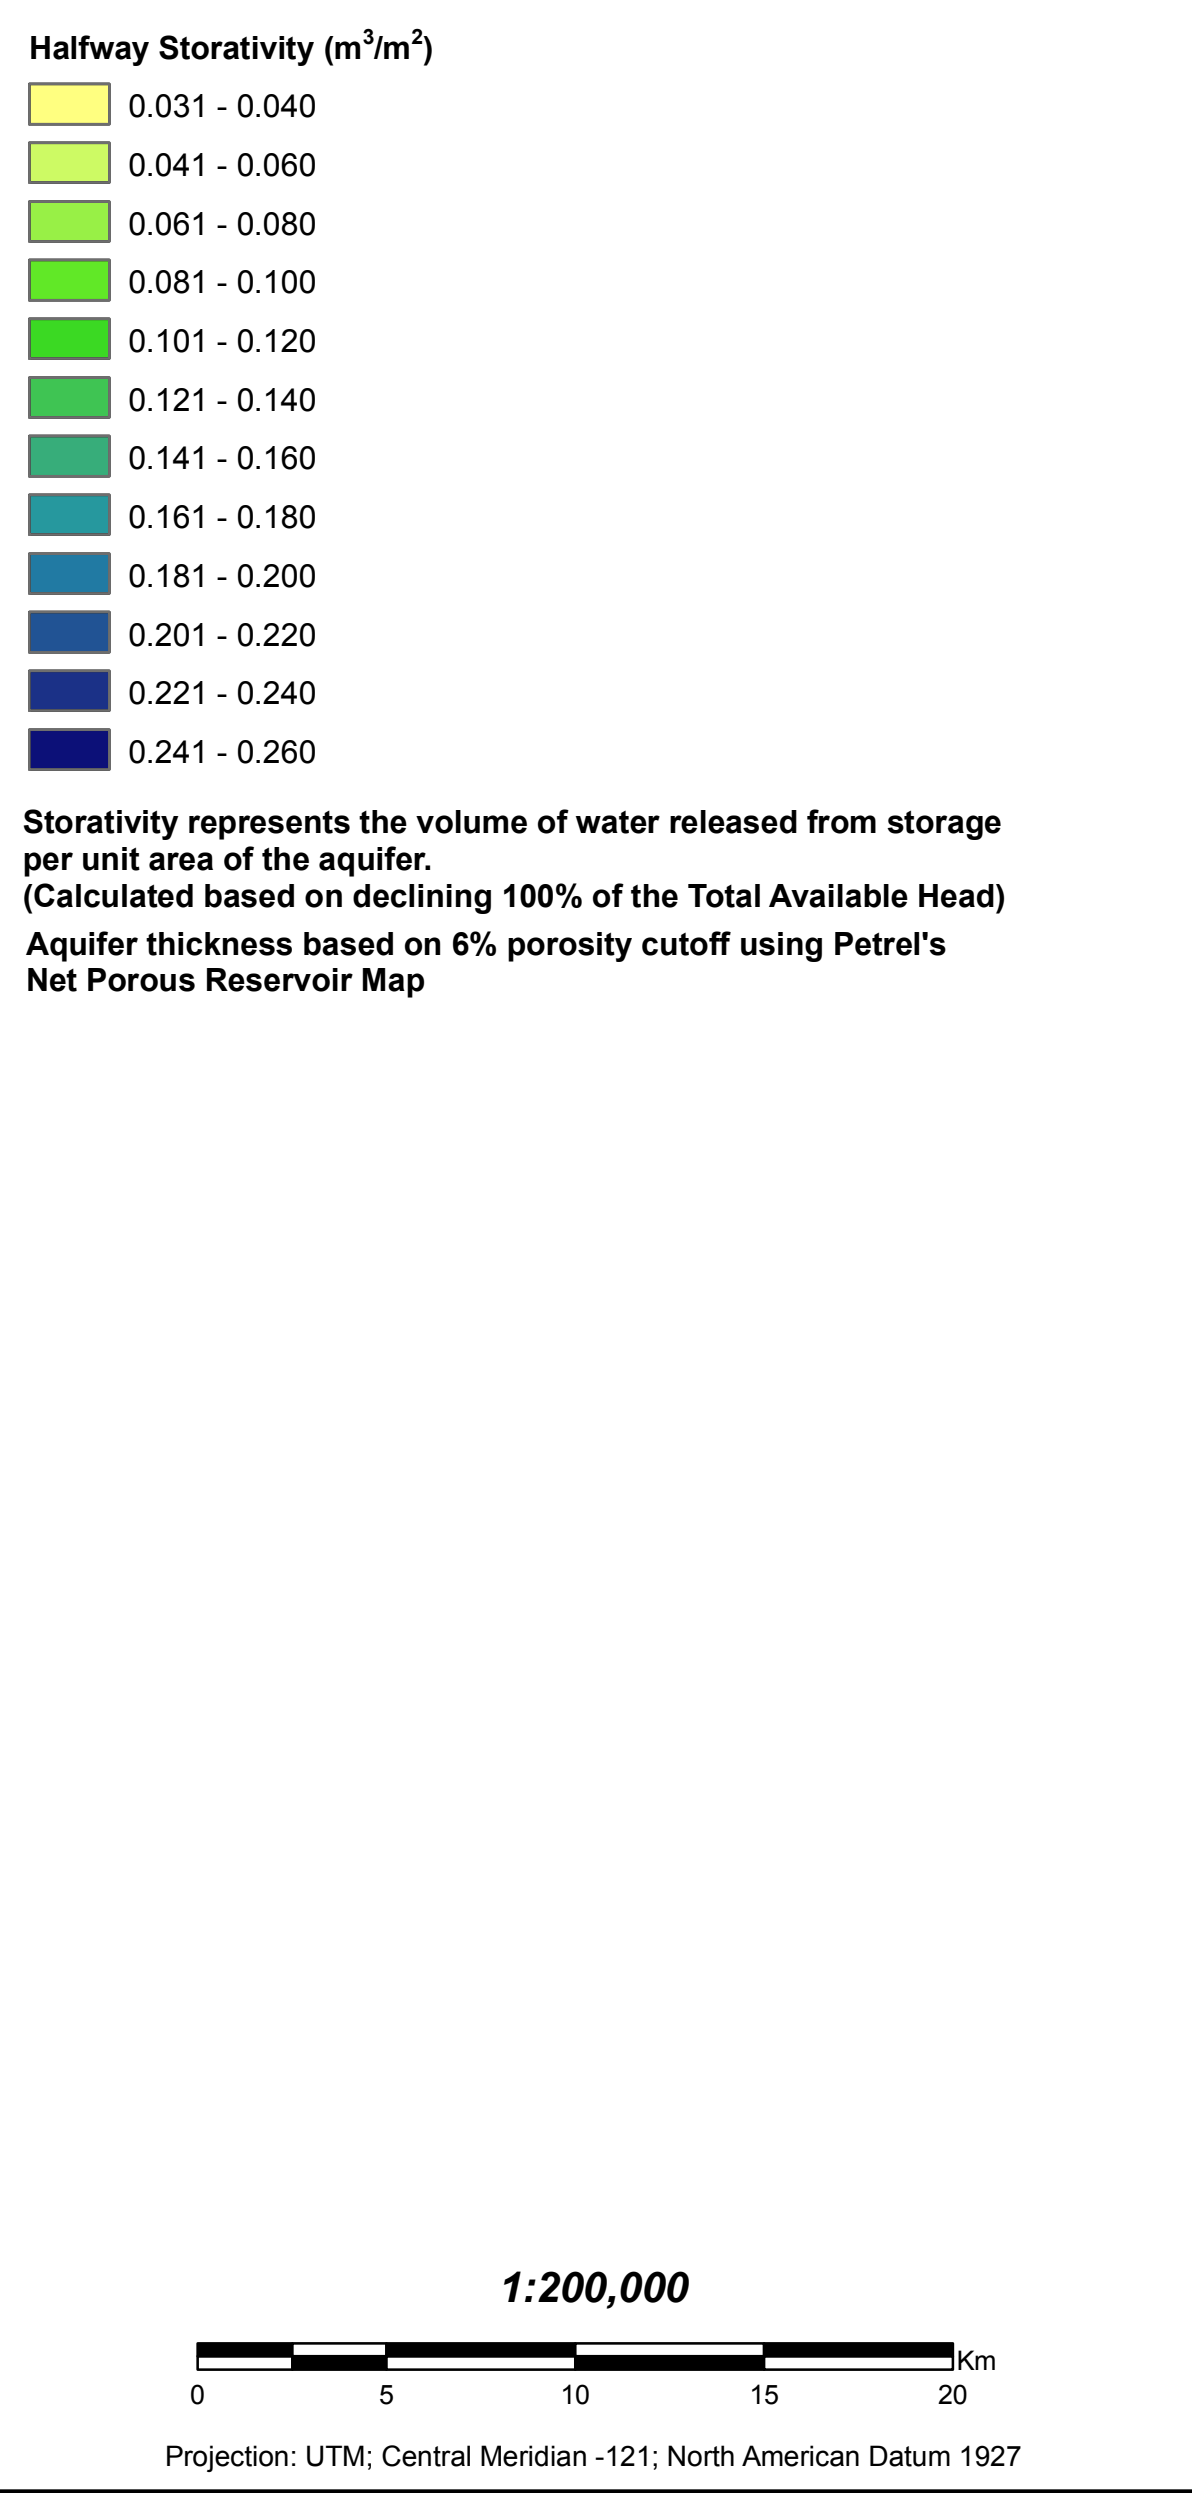 Halfway Storativity (m³/m²)
0.031 - 0.040
0.041 - 0.060
0.061 - 0.080
0.081 - 0.100
0.101 - 0.120
0.121 - 0.140
0.141 - 0.160
0.161 - 0.180
0.181 - 0.200
0.201 - 0.220
0.221 - 0.240
0.241 - 0.260
Storativity represents the volume of water released from storage
per unit area of the aquifer.
(Calculated based on declining 100% of the Total Available Head)
Aquifer thickness based on 6% porosity cutoff using Petrel's
Net Porous Reservoir Map
1:200,000
Km
0 5 10 15 20
Projection: UTM; Central Meridian -121; North American Datum 1927